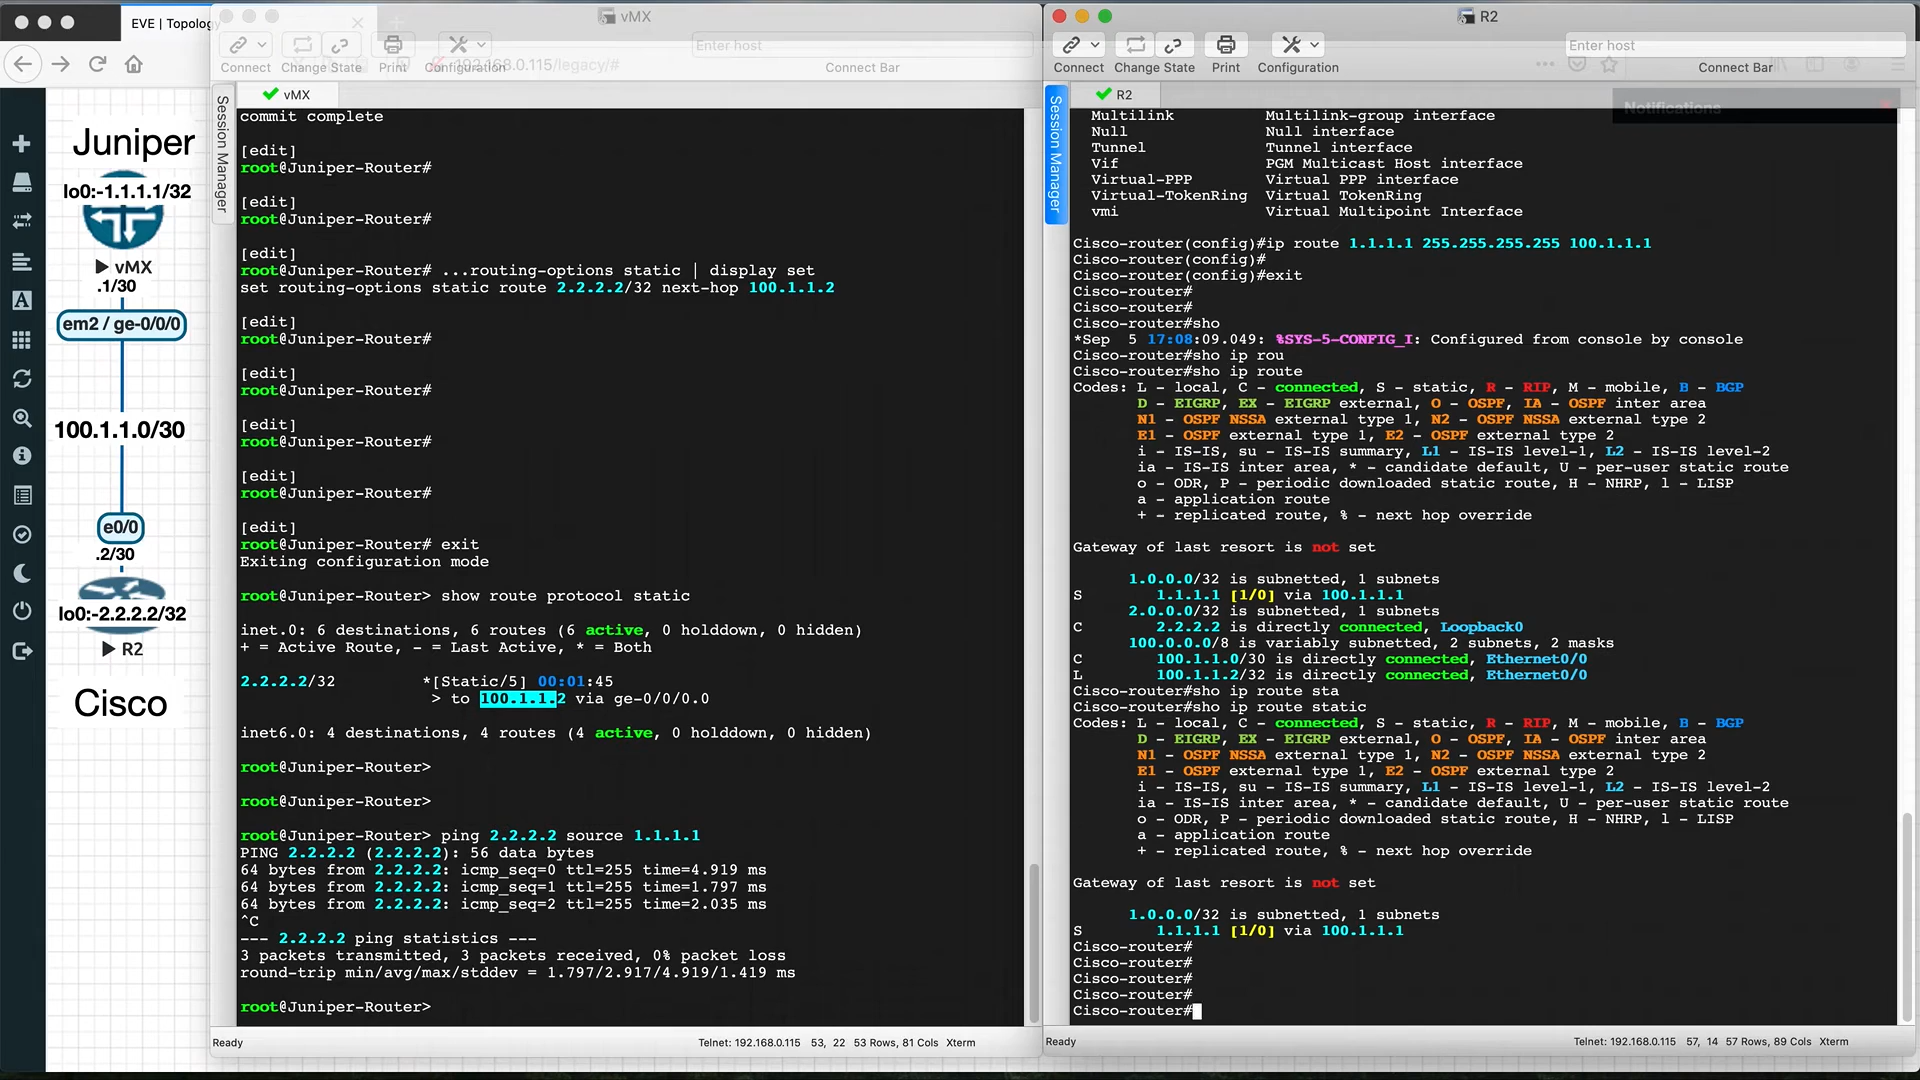 EVE | Topology
192.168.0.115/legacy/#
Juniper
lo0:-1.1.1.1/32
vMX
.1/30
em2 / ge-0/0/0
100.1.1.0/30
e0/0
.2/30
lo0:-2.2.2.2/32
R2
Cisco
vMX
Connect
Change State
Print
Configuration
Enter host
Connect Bar
Session Manager
vMX
commit complete
[edit]
root@Juniper-Router#
[edit]
root@Juniper-Router#
[edit]
root@Juniper-Router# ...routing-options static | display set
set routing-options static route 2.2.2.2/32 next-hop 100.1.1.2
[edit]
root@Juniper-Router#
[edit]
root@Juniper-Router#
[edit]
root@Juniper-Router#
[edit]
root@Juniper-Router#
[edit]
root@Juniper-Router# exit
Exiting configuration mode
root@Juniper-Router> show route protocol static
inet.0: 6 destinations, 6 routes (6 active, 0 holddown, 0 hidden)
+ = Active Route, - = Last Active, * = Both
2.2.2.2/32 *[Static/5] 00:01:45
> to 100.1.1.2 via ge-0/0/0.0
inet6.0: 4 destinations, 4 routes (4 active, 0 holddown, 0 hidden)
root@Juniper-Router>
root@Juniper-Router>
root@Juniper-Router> ping 2.2.2.2 source 1.1.1.1
PING 2.2.2.2 (2.2.2.2): 56 data bytes
64 bytes from 2.2.2.2: icmp_seq=0 ttl=255 time=4.919 ms
64 bytes from 2.2.2.2: icmp_seq=1 ttl=255 time=1.797 ms
64 bytes from 2.2.2.2: icmp_seq=2 ttl=255 time=2.035 ms
^C
--- 2.2.2.2 ping statistics ---
3 packets transmitted, 3 packets received, 0% packet loss
round-trip min/avg/max/stddev = 1.797/2.917/4.919/1.419 ms
root@Juniper-Router>
Ready
Telnet: 192.168.0.115 53, 22 53 Rows, 81 Cols Xterm
R2
Connect
Change State
Print
Configuration
Enter host
Connect Bar
Session Manager
R2
Notifications
Multilink Multilink-group interface
Null Null interface
Tunnel Tunnel interface
Vif PGM Multicast Host interface
Virtual-PPP Virtual PPP interface
Virtual-TokenRing Virtual TokenRing
vmi Virtual Multipoint Interface
Cisco-router(config)#ip route 1.1.1.1 255.255.255.255 100.1.1.1
Cisco-router(config)#
Cisco-router(config)#exit
Cisco-router#
Cisco-router#
Cisco-router#sho
*Sep 5 17:08:09.049: %SYS-5-CONFIG_I: Configured from console by console
Cisco-router#sho ip rou
Cisco-router#sho ip route
Codes: L - local, C - connected, S - static, R - RIP, M - mobile, B - BGP
D - EIGRP, EX - EIGRP external, O - OSPF, IA - OSPF inter area
N1 - OSPF NSSA external type 1, N2 - OSPF NSSA external type 2
E1 - OSPF external type 1, E2 - OSPF external type 2
i - IS-IS, su - IS-IS summary, L1 - IS-IS level-1, L2 - IS-IS level-2
ia - IS-IS inter area, * - candidate default, U - per-user static route
o - ODR, P - periodic downloaded static route, H - NHRP, l - LISP
a - application route
+ - replicated route, % - next hop override
Gateway of last resort is not set
1.0.0.0/32 is subnetted, 1 subnets
S 1.1.1.1 [1/0] via 100.1.1.1
2.0.0.0/32 is subnetted, 1 subnets
C 2.2.2.2 is directly connected, Loopback0
100.0.0.0/8 is variably subnetted, 2 subnets, 2 masks
C 100.1.1.0/30 is directly connected, Ethernet0/0
L 100.1.1.2/32 is directly connected, Ethernet0/0
Cisco-router#sho ip route sta
Cisco-router#sho ip route static
Codes: L - local, C - connected, S - static, R - RIP, M - mobile, B - BGP
D - EIGRP, EX - EIGRP external, O - OSPF, IA - OSPF inter area
N1 - OSPF NSSA external type 1, N2 - OSPF NSSA external type 2
E1 - OSPF external type 1, E2 - OSPF external type 2
i - IS-IS, su - IS-IS summary, L1 - IS-IS level-1, L2 - IS-IS level-2
ia - IS-IS inter area, * - candidate default, U - per-user static route
o - ODR, P - periodic downloaded static route, H - NHRP, l - LISP
a - application route
+ - replicated route, % - next hop override
Gateway of last resort is not set
1.0.0.0/32 is subnetted, 1 subnets
S 1.1.1.1 [1/0] via 100.1.1.1
Cisco-router#
Cisco-router#
Cisco-router#
Cisco-router#
Cisco-router#
Ready
Telnet: 192.168.0.115 57, 14 57 Rows, 89 Cols Xterm